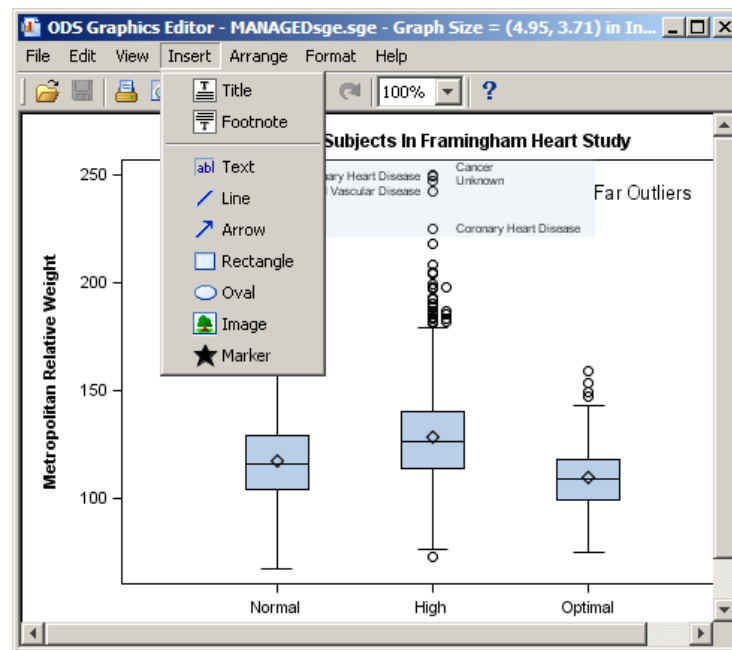 ODS Graphics Editor - MANAGEDsge.sge - Graph Size = (4.95, 3.71) in In...
File Edit View Insert Arrange Format Help
100%
?
Title
Footnote
abl Text
Line
Arrow
Rectangle
Oval
Image
Marker
Subjects In Framingham Heart Study
Heart Disease
Cancer
Unknown
Vascular Disease
Far Outliers
Coronary Heart Disease
Metropolitan Relative Weight
250
200
150
100
Normal
High
Optimal